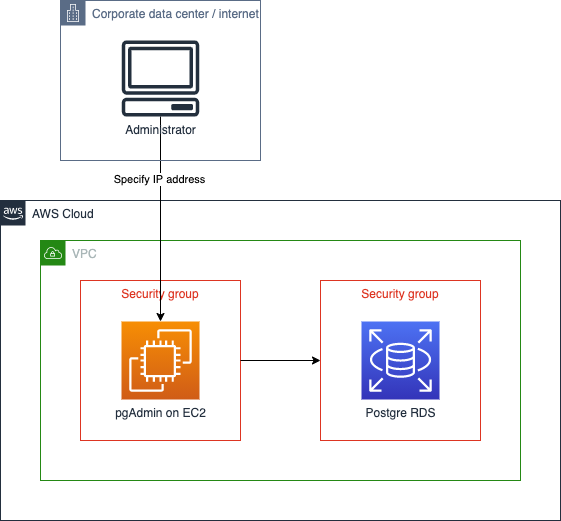 Corporate data center / internet
Administrator
Specify IP address
aws
AWS Cloud
VPC
Security group
Security group
pgAdmin on EC2
Postgre RDS